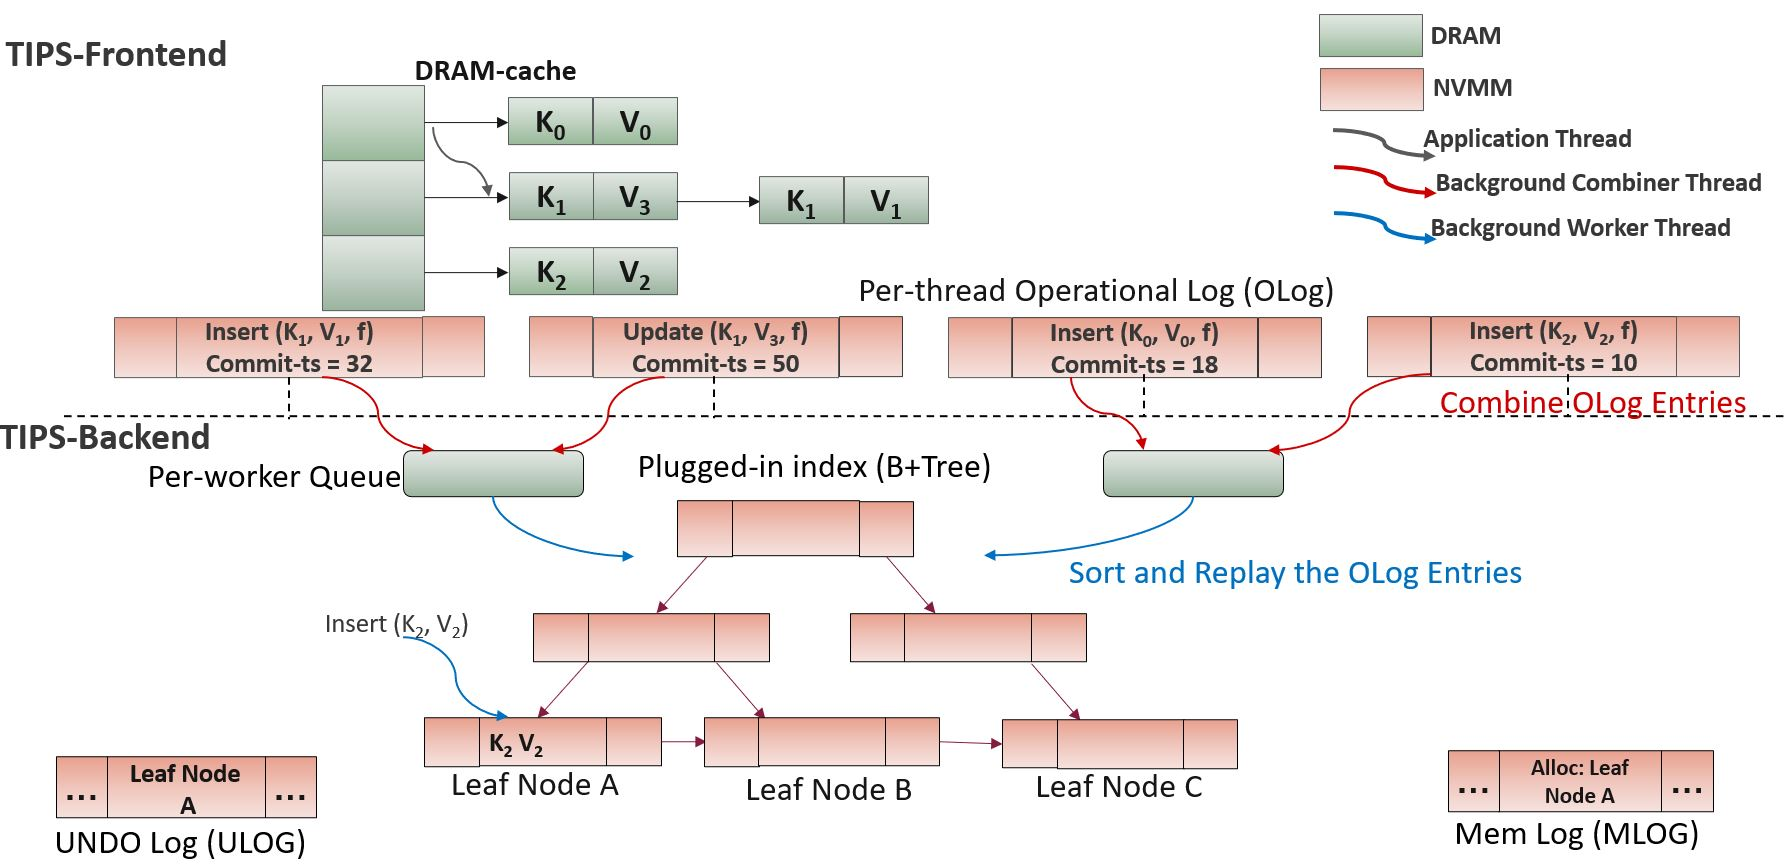 TIPS-Frontend
DRAM-cache
DRAM
NVMM
Application Thread
Background Combiner Thread
Background Worker Thread
K0 V0
K1 V3
K1 V1
K2 V2
Per-thread Operational Log (OLog)
Insert (K1, V1, f)
Commit-ts = 32
Update (K1, V3, f)
Commit-ts = 50
Insert (K0, V0, f)
Commit-ts = 18
Insert (K2, V2, f)
Commit-ts = 10
Combine OLog Entries
TIPS-Backend
Per-worker Queue
Plugged-in index (B+Tree)
Sort and Replay the OLog Entries
Insert (K2, V2)
K2 V2
Leaf Node A
Leaf Node B
Leaf Node C
... Leaf Node ...
A
UNDO Log (ULOG)
... Alloc: Leaf ...
Node A
Mem Log (MLOG)